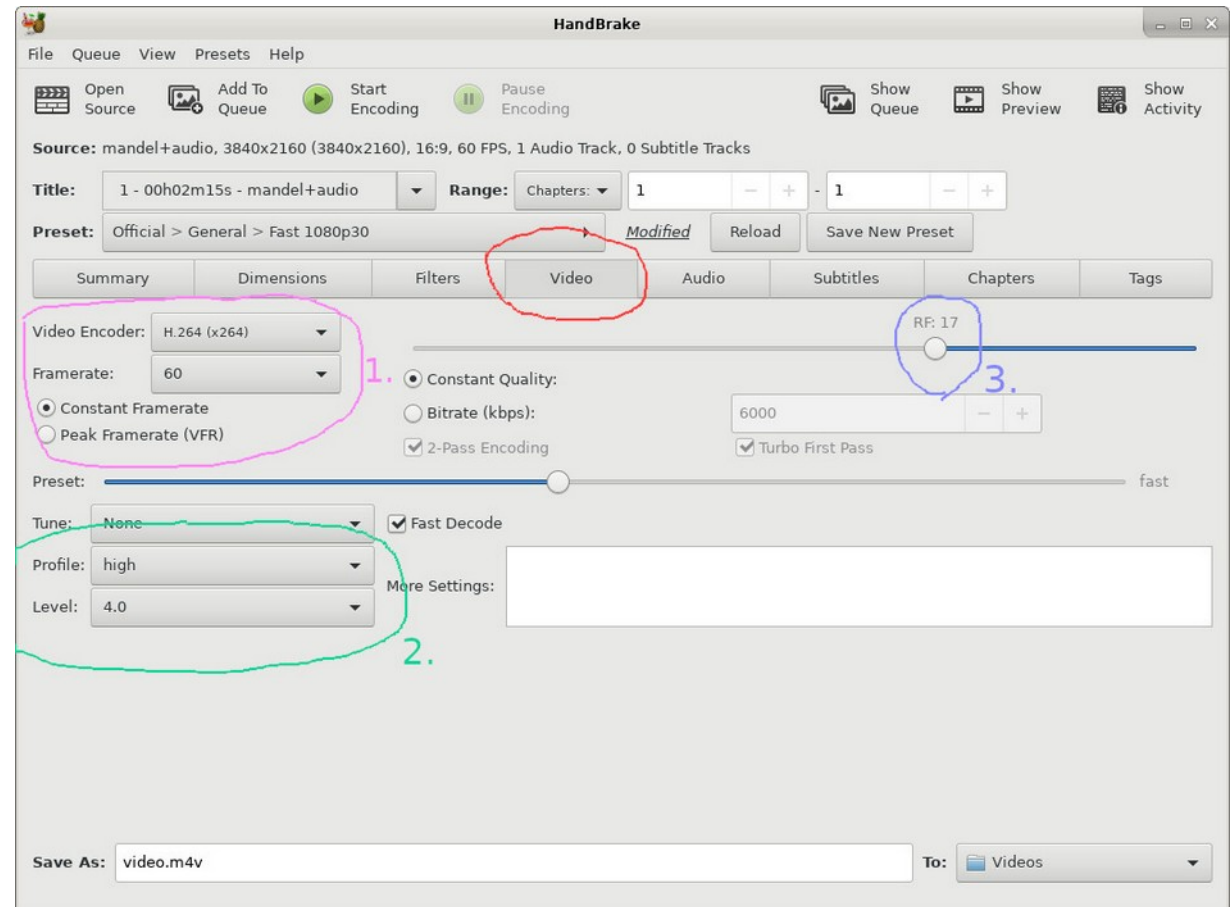 HandBrake
File Queue View Presets Help
Open Source Add To Queue Start Encoding Pause Encoding Show Queue Show Preview Show Activity
Source: mandel+audio, 3840x2160 (3840x2160), 16:9, 60 FPS, 1 Audio Track, 0 Subtitle Tracks
Title: 1 - 00h02m15s - mandel+audio Range: Chapters: 1 - 1
Preset: Official > General > Fast 1080p30 Modified Reload Save New Preset
Summary Dimensions Filters Video Audio Subtitles Chapters Tags
Video Encoder: H.264 (x264) RF: 17
Framerate: 60 1. Constant Quality: 3.
Constant Framerate Bitrate (kbps): 6000
Peak Framerate (VFR) 2-Pass Encoding Turbo First Pass
Preset: fast
Tune: None Fast Decode
Profile: high More Settings:
Level: 4.0
2.
Save As: video.m4v To: Videos